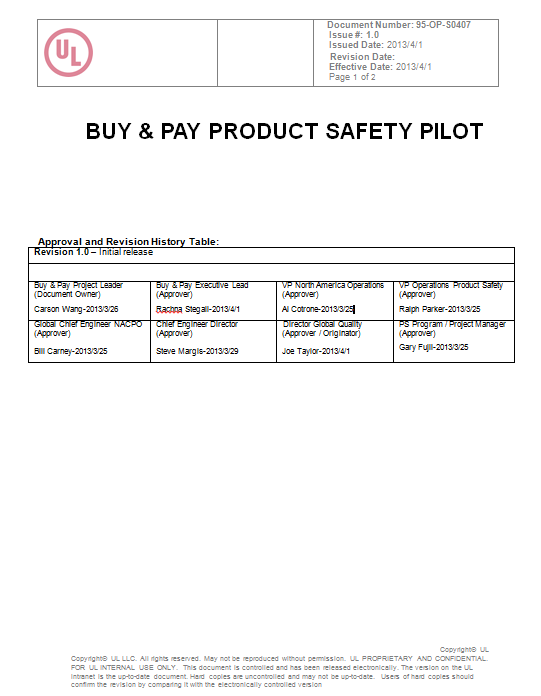 UL
Document Number: 95-OP-S0407
Issue #: 1.0
Issued Date: 2013/4/1
Revision Date:
Effective Date: 2013/4/1
Page 1 of 2
BUY & PAY PRODUCT SAFETY PILOT
Approval and Revision History Table:
Revision 1.0 – Initial release
Buy & Pay Project Leader
(Document Owner)
Carson Wang-2013/3/26
Buy & Pay Executive Lead
(Approver)
Rachna Stegall-2013/4/1
VP North America Operations
(Approver)
Al Cotrone-2013/3/25
VP Operations Product Safety
(Approver)
Ralph Parker-2013/3/25
Global Chief Engineer NACPO
(Approver)
Bill Carney-2013/3/25
Chief Engineer Director
(Approver)
Steve Margis-2013/3/29
Director Global Quality
(Approver / Originator)
Joe Taylor-2013/4/1
PS Program / Project Manager
(Approver)
Gary Fujii-2013/3/25
Copyright© UL
Copyright© UL LLC. All rights reserved. May not be reproduced without permission. UL PROPRIETARY AND CONFIDENTIAL.
FOR UL INTERNAL USE ONLY. This document is controlled and has been released electronically. The version on the UL
intranet is the up-to-date document. Hard copies are uncontrolled and may not be up-to-date. Users of hard copies should
confirm the revision by comparing it with the electronically controlled version